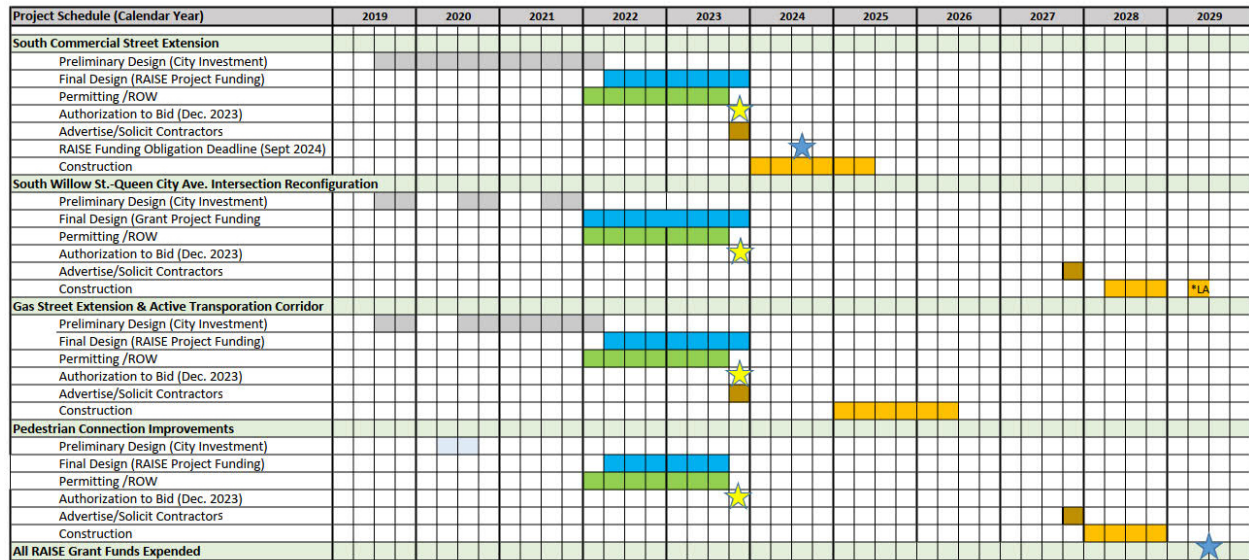 Project Schedule (Calendar Year) 2019 2020 2021 2022 2023 2024 2025 2026 2027 2028 2029
South Commercial Street Extension
Preliminary Design (City Investment)
Final Design (RAISE Project Funding)
Permitting /ROW
Authorization to Bid (Dec. 2023)
Advertise/Solicit Contractors
RAISE Funding Obligation Deadline (Sept 2024)
Construction
South Willow St.-Queen City Ave. Intersection Reconfiguration
Preliminary Design (City Investment)
Final Design (Grant Project Funding
Permitting /ROW
Authorization to Bid (Dec. 2023)
Advertise/Solicit Contractors
Construction *LA
Gas Street Extension & Active Transporation Corridor
Preliminary Design (City Investment)
Final Design (RAISE Project Funding)
Permitting /ROW
Authorization to Bid (Dec. 2023)
Advertise/Solicit Contractors
Construction
Pedestrian Connection Improvements
Preliminary Design (City Investment)
Final Design (RAISE Project Funding)
Permitting /ROW
Authorization to Bid (Dec. 2023)
Advertise/Solicit Contractors
Construction
All RAISE Grant Funds Expended